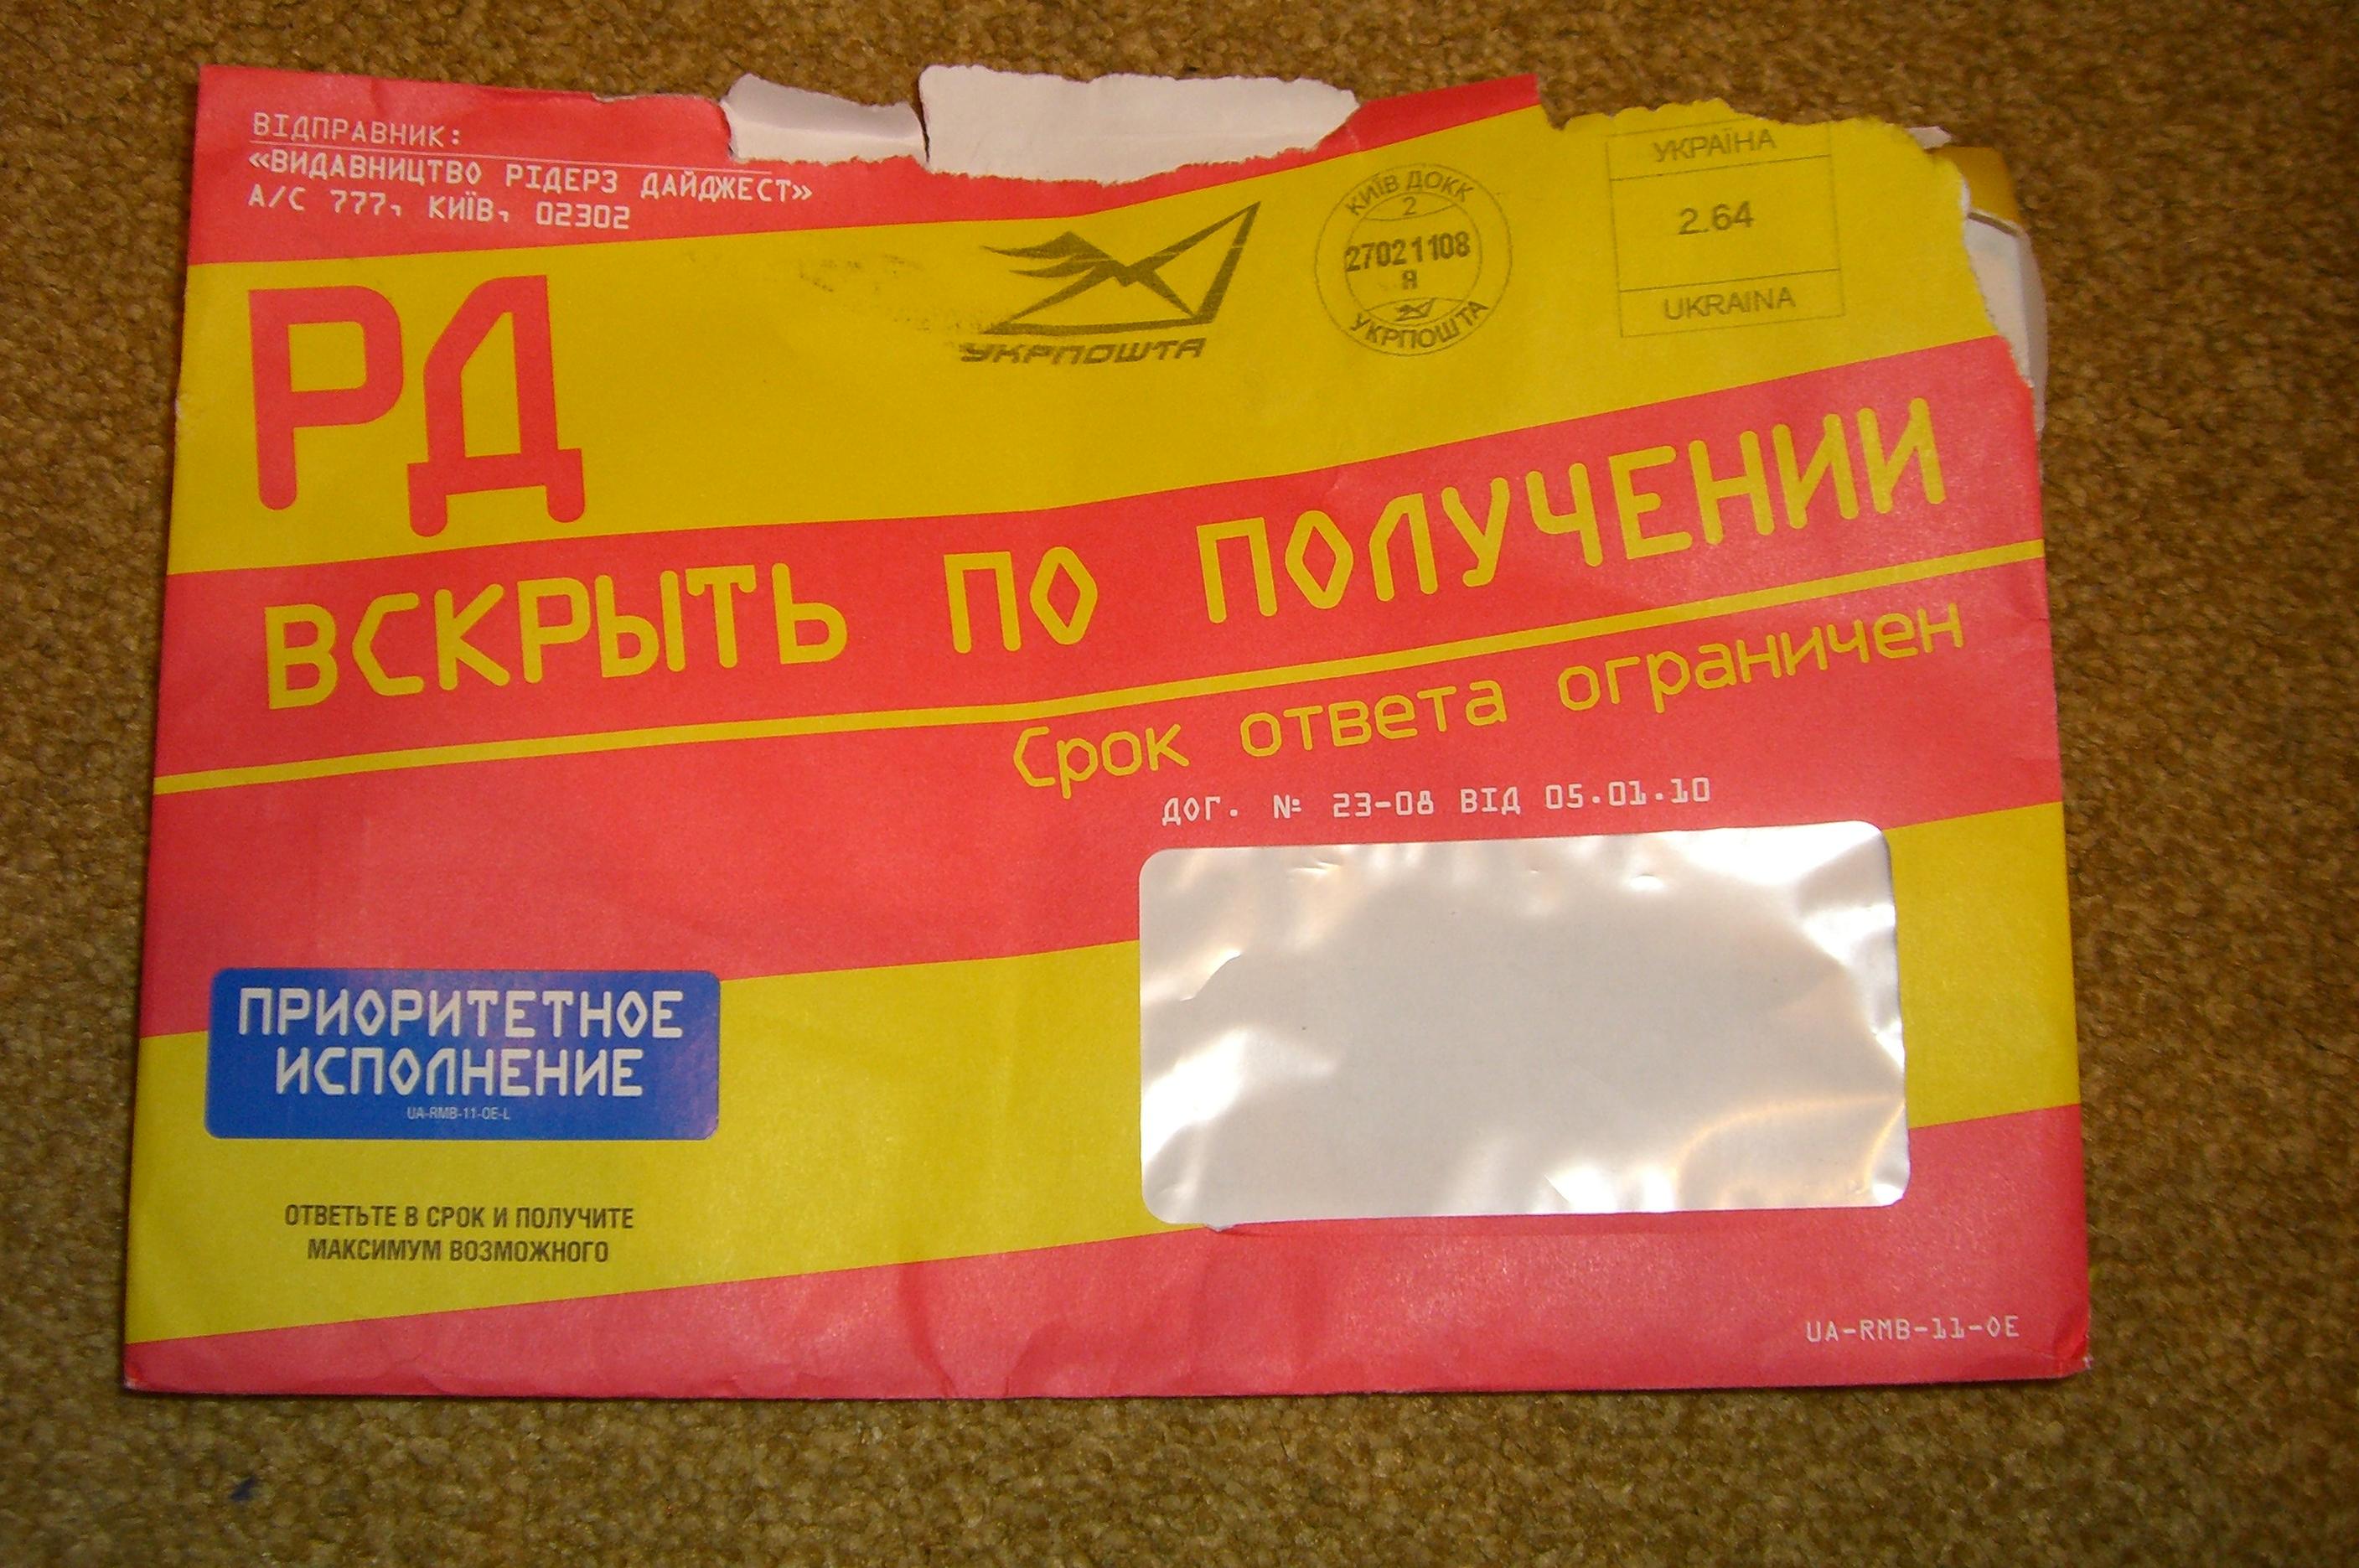 ВІДПРАВНИК:
«ВИДАВНИЦТВО РІДЕРЗ ДАЙДЖЕСТ»
А/С 777, КИЇВ, 02302
УКРПОШТА
КИЇВ ДОКК
2
27021108
Я
УКРПОШТА
УКРАЇНА
2.64
UKRAINA
РД
ВСКРЫТЬ ПО ПОЛУЧЕНИИ
Срок ответа ограничен
ДОГ. № 23-08 ВІД 05.01.10
ПРИОРИТЕТНОЕ
ИСПОЛНЕНИЕ
UA-RMB-11-OE-L
ОТВЕТЬТЕ В СРОК И ПОЛУЧИТЕ
МАКСИМУМ ВОЗМОЖНОГО
UA-RMB-11-OE